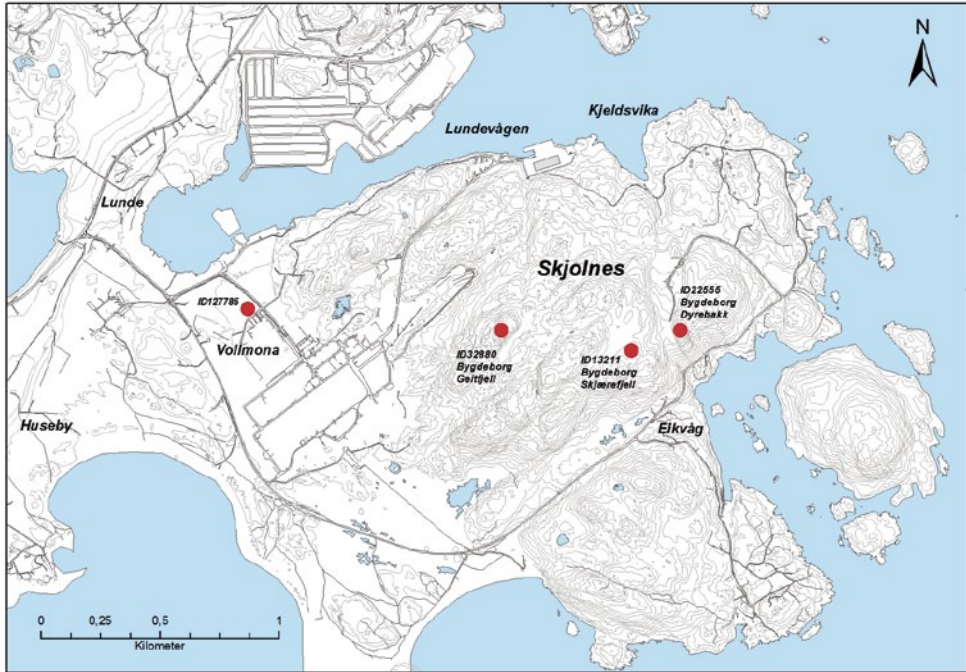 N
Kjeldsvika
Lundevågen
Lunde
Skjolnes
ID22555
Bygdeborg
Dyrebakk
ID127786
Vollmona
ID32880
Bygdeborg
Geitfjell
ID13211
Bygdeborg
Skjærefjell
Huseby
Eikvåg
0 0,25 0,5 1
Kilometer